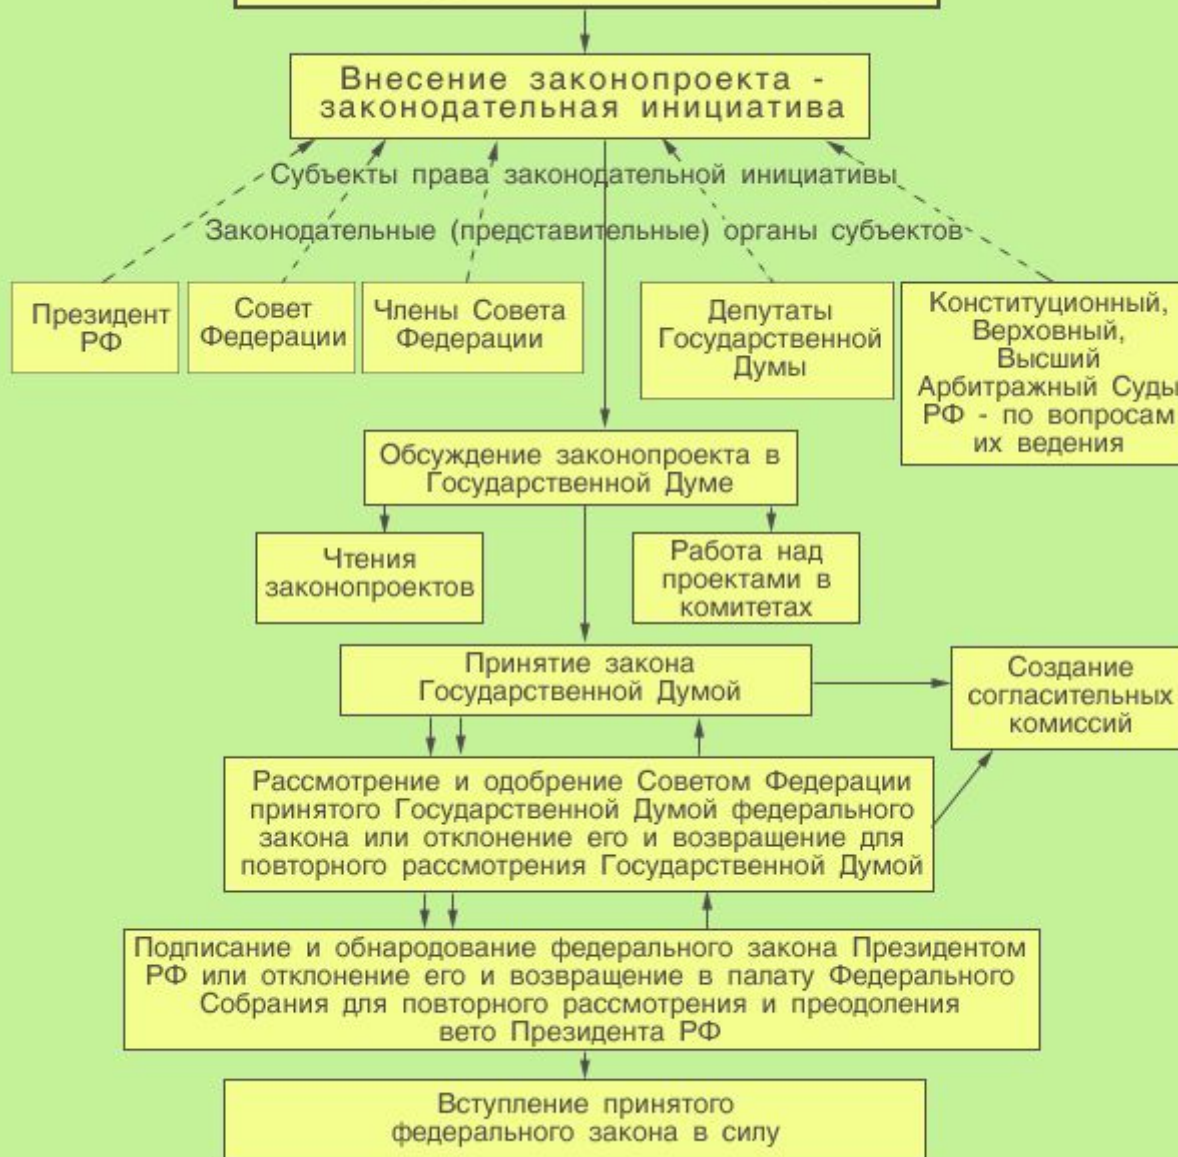 Внесение законопроекта -
законодательная инициатива
Субъекты права законодательной инициативы
Законодательные (представительные) органы субъектов
Президент
РФ
Совет
Федерации
Члены Совета
Федерации
Депутаты
Государственной
Думы
Конституционный,
Верховный,
Высший
Арбитражный Суды
РФ - по вопросам
их ведения
Обсуждение законопроекта в
Государственной Думе
Чтения
законопроектов
Работа над
проектами в
комитетах
Принятие закона
Государственной Думой
Создание
согласительных
комиссий
Рассмотрение и одобрение Советом Федерации
принятого Государственной Думой федерального
закона или отклонение его и возвращение для
повторного рассмотрения Государственной Думой
Подписание и обнародование федерального закона Президентом
РФ или отклонение его и возвращение в палату Федерального
Собрания для повторного рассмотрения и преодоления
вето Президента РФ
Вступление принятого
федерального закона в силу